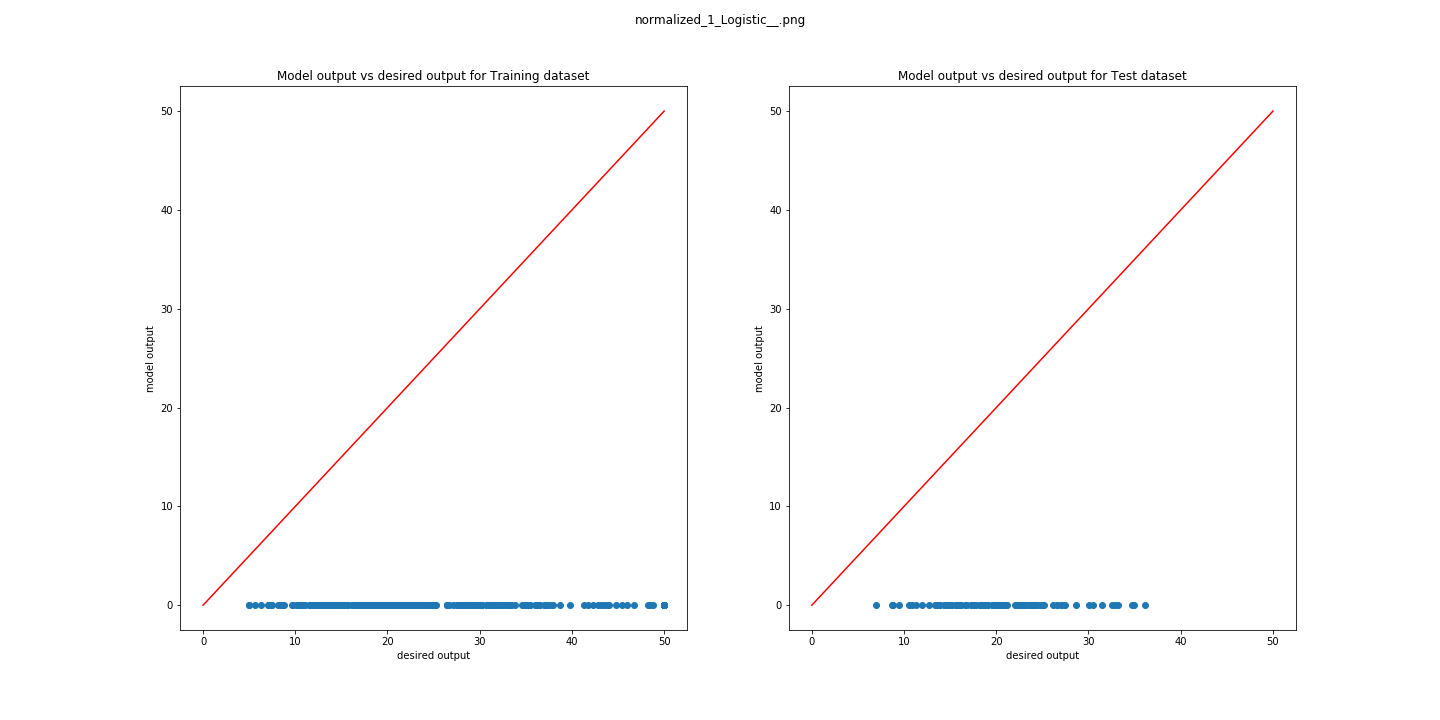 normalized_1_Logistic__.png
Model output vs desired output for Training dataset
50
40
30
20
10
0
model output
0 10 20 30 40 50
desired output
Model output vs desired output for Test dataset
50
40
30
20
10
0
model output
0 10 20 30 40 50
desired output